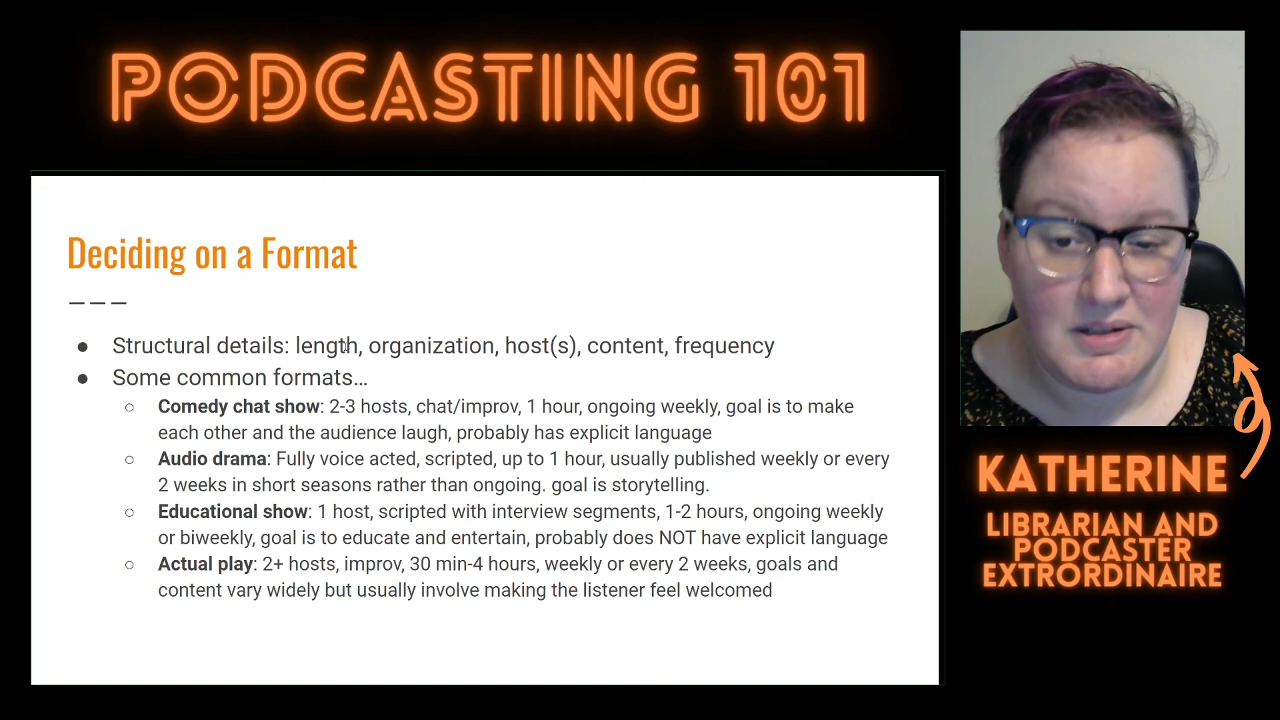 PODCASTING 101
Deciding on a Format
● Structural details: length, organization, host(s), content, frequency
● Some common formats...
○ Comedy chat show: 2-3 hosts, chat/improv, 1 hour, ongoing weekly, goal is to make
each other and the audience laugh, probably has explicit language
○ Audio drama: Fully voice acted, scripted, up to 1 hour, usually published weekly or every
2 weeks in short seasons rather than ongoing. goal is storytelling.
○ Educational show: 1 host, scripted with interview segments, 1-2 hours, ongoing weekly
or biweekly, goal is to educate and entertain, probably does NOT have explicit language
○ Actual play: 2+ hosts, improv, 30 min-4 hours, weekly or every 2 weeks, goals and
content vary widely but usually involve making the listener feel welcomed
KATHERINE
LIBRARIAN AND
PODCASTER
EXTRORDINAIRE